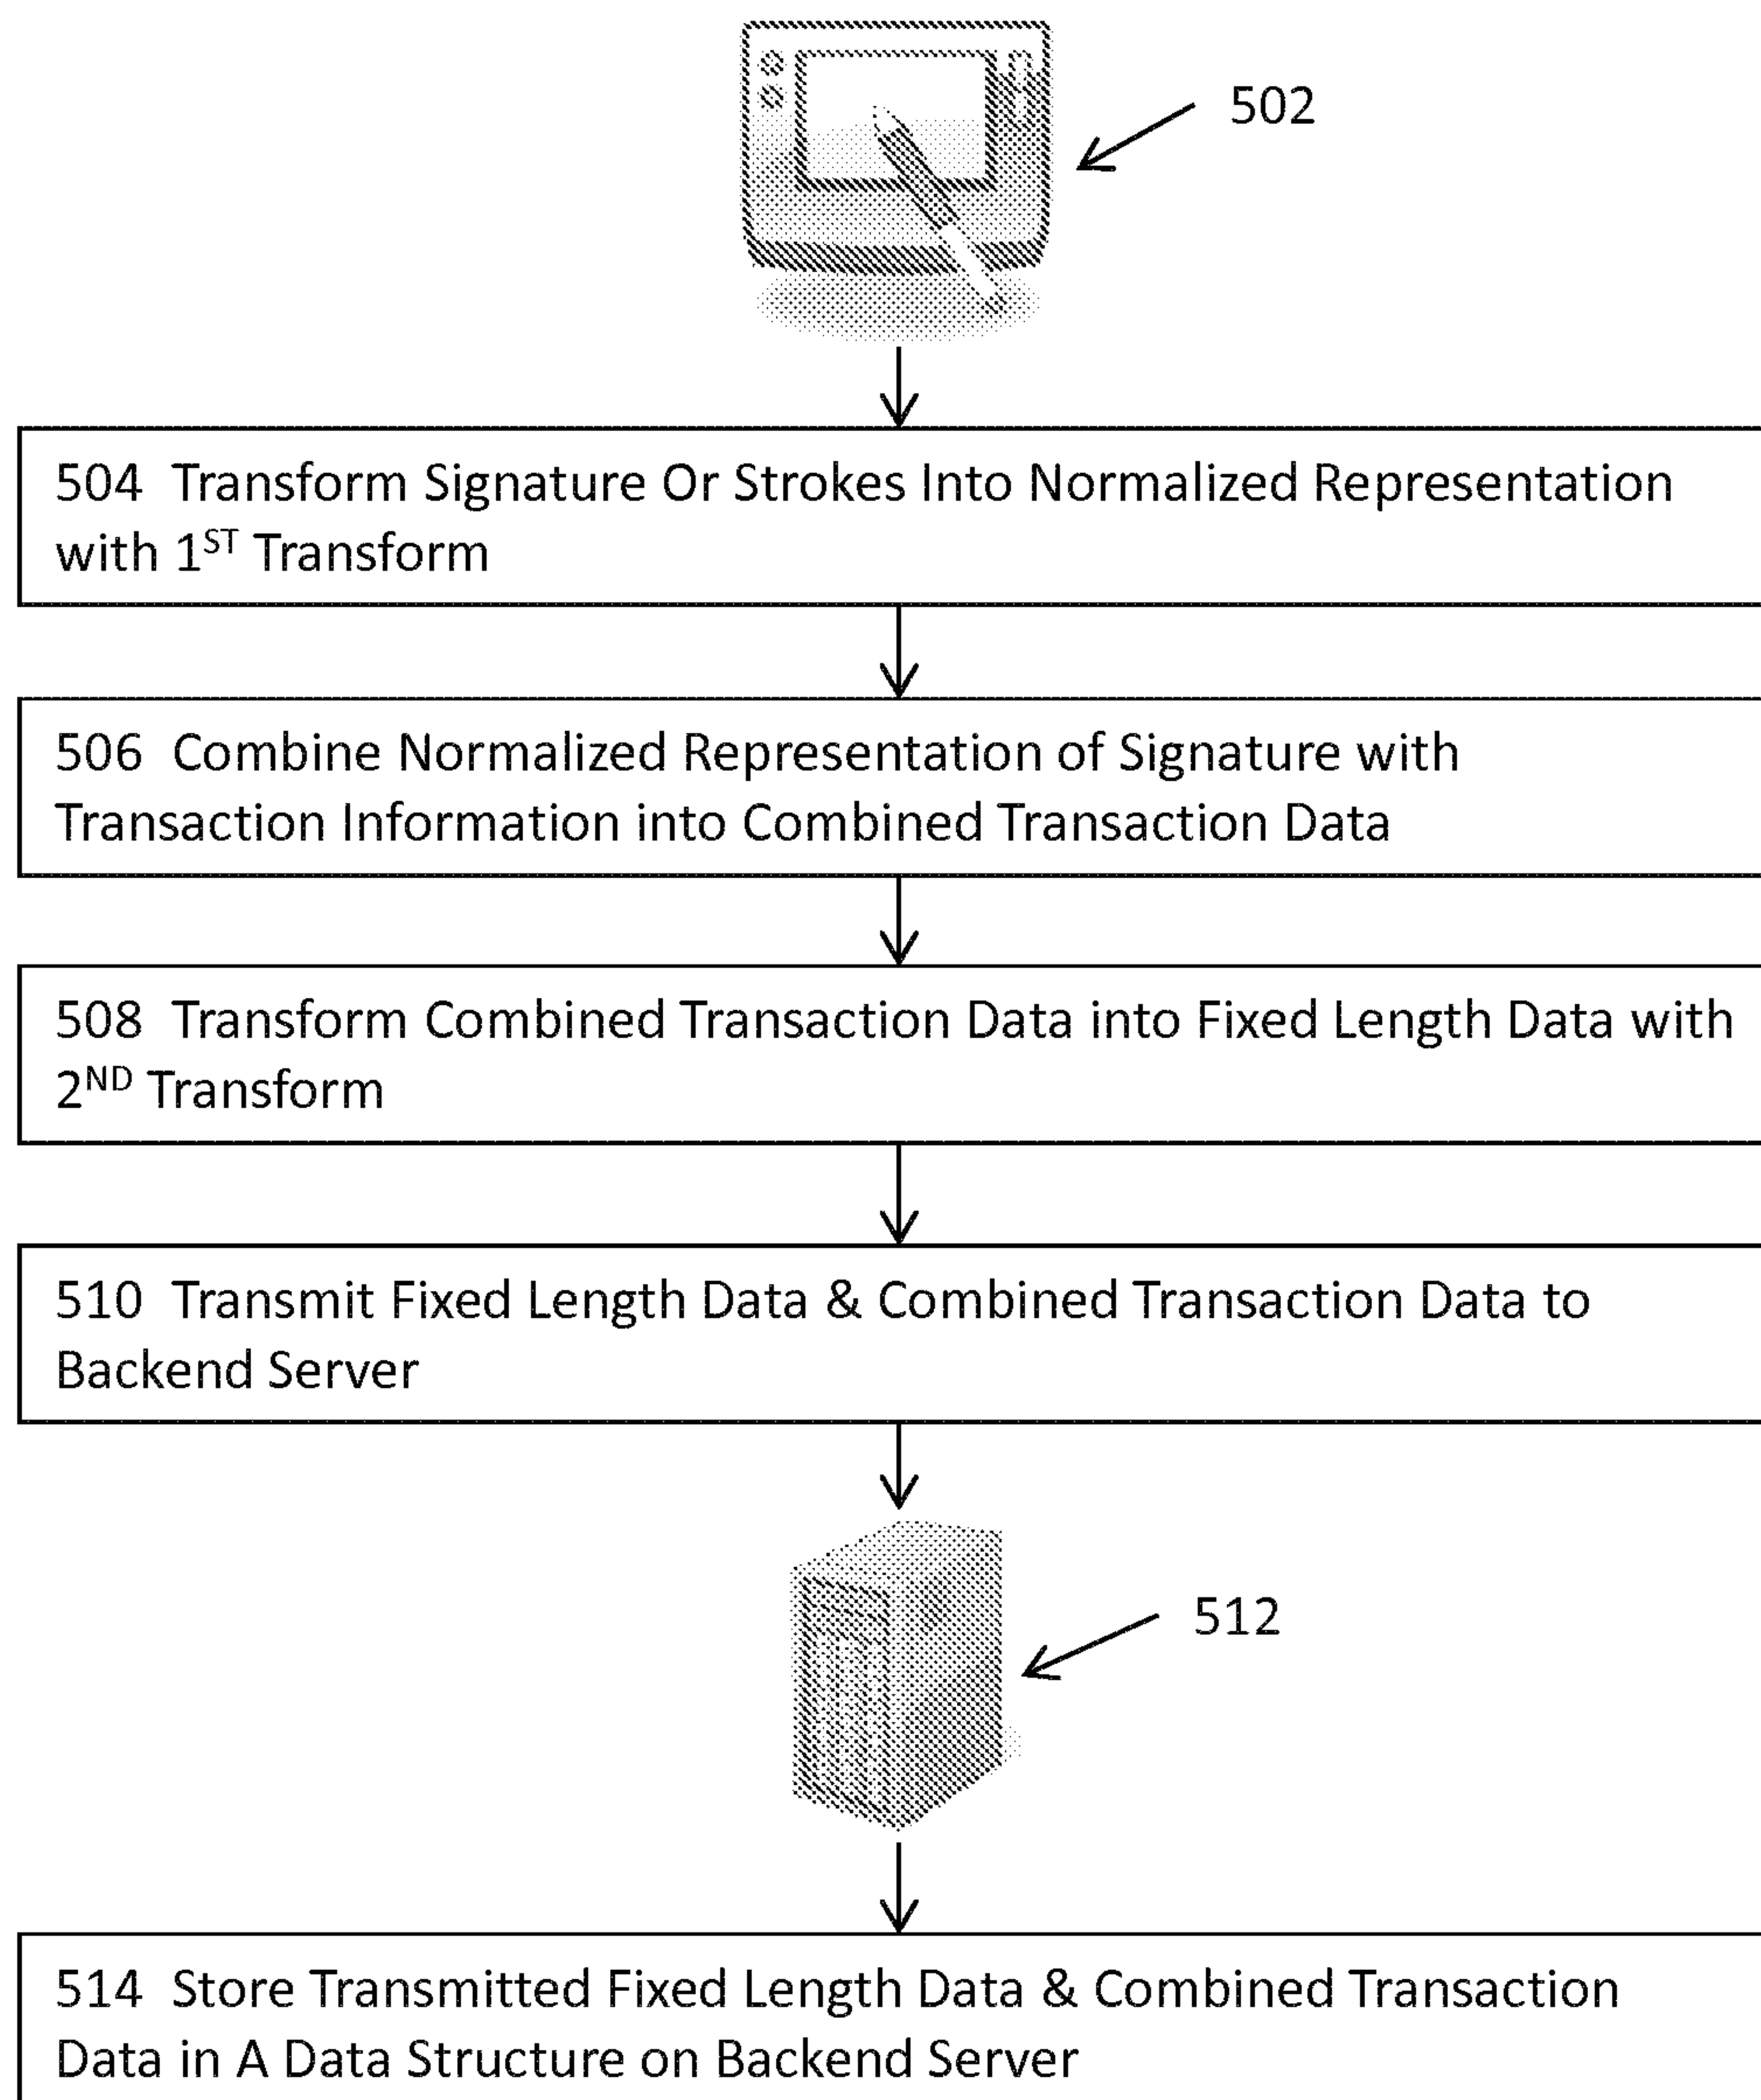 502
504 Transform Signature Or Strokes Into Normalized Representation
with 1ST Transform
506 Combine Normalized Representation of Signature with
Transaction Information into Combined Transaction Data
508 Transform Combined Transaction Data into Fixed Length Data with
2ND Transform
510 Transmit Fixed Length Data & Combined Transaction Data to
Backend Server
512
514 Store Transmitted Fixed Length Data & Combined Transaction
Data in A Data Structure on Backend Server